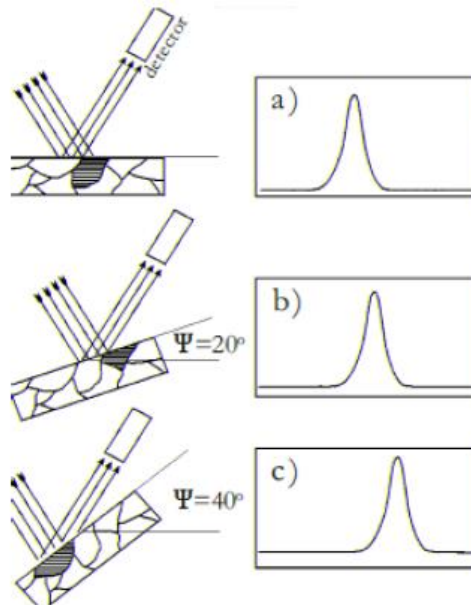 detector
a)
b)
Ψ=20°
c)
Ψ=40°